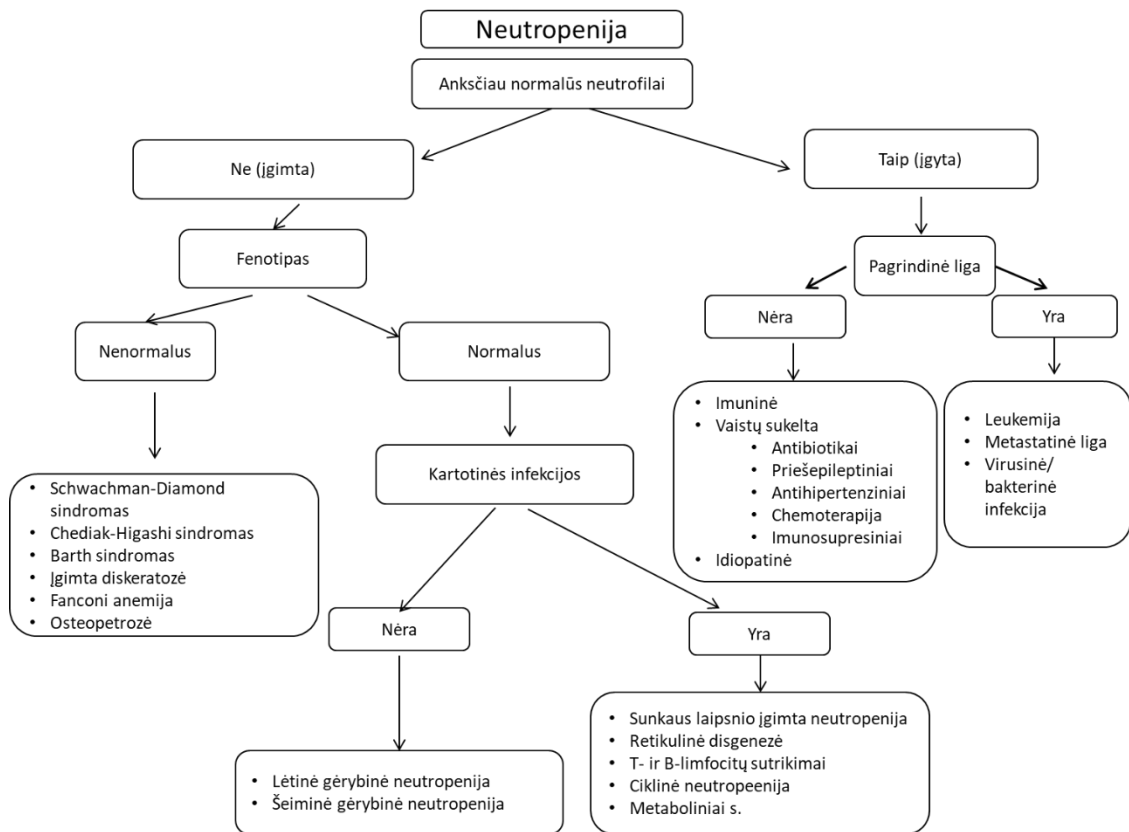 Neutropenija
Anksčiau normalūs neutrofilai
Ne (įgimta)
Taip (įgyta)
Fenotipas
Pagrindinė liga
Nėra
Yra
Nenormalus
Normalus
• Imuninė
• Vaistų sukelta
• Antibiotikai
• Priešepileptiniai
• Antihipertenziniai
• Chemoterapija
• Imunosupresiniai
• Idiopatinė
• Leukemija
• Metastatinė liga
• Virusinė/
bakterinė
infekcija
Kartotinės infekcijos
• Schwachman-Diamond
sindromas
• Chediak-Higashi sindromas
• Barth sindromas
• Įgimta diskeratozė
• Fanconi anemija
• Osteopetrozė
Nėra
Yra
• Lėtinė gėrybinė neutropenija
• Šeiminė gėrybinė neutropenija
• Sunkaus laipsnio įgimta neutropenija
• Retikulinė disgenezė
• T- ir B-limfocitų sutrikimai
• Ciklinė neutropeenija
• Metaboliniai s.